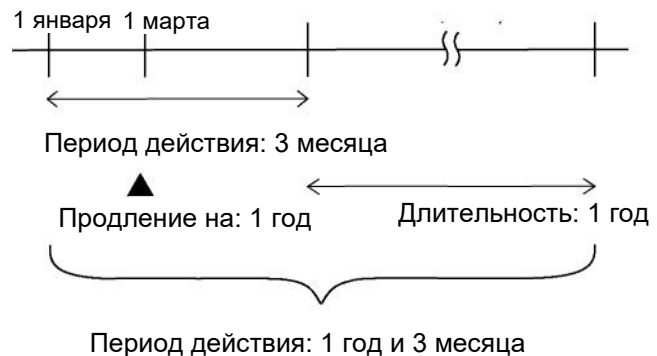 1 января 1 марта
Период действия: 3 месяца
Продление на: 1 год
Длительность: 1 год
Период действия: 1 год и 3 месяца